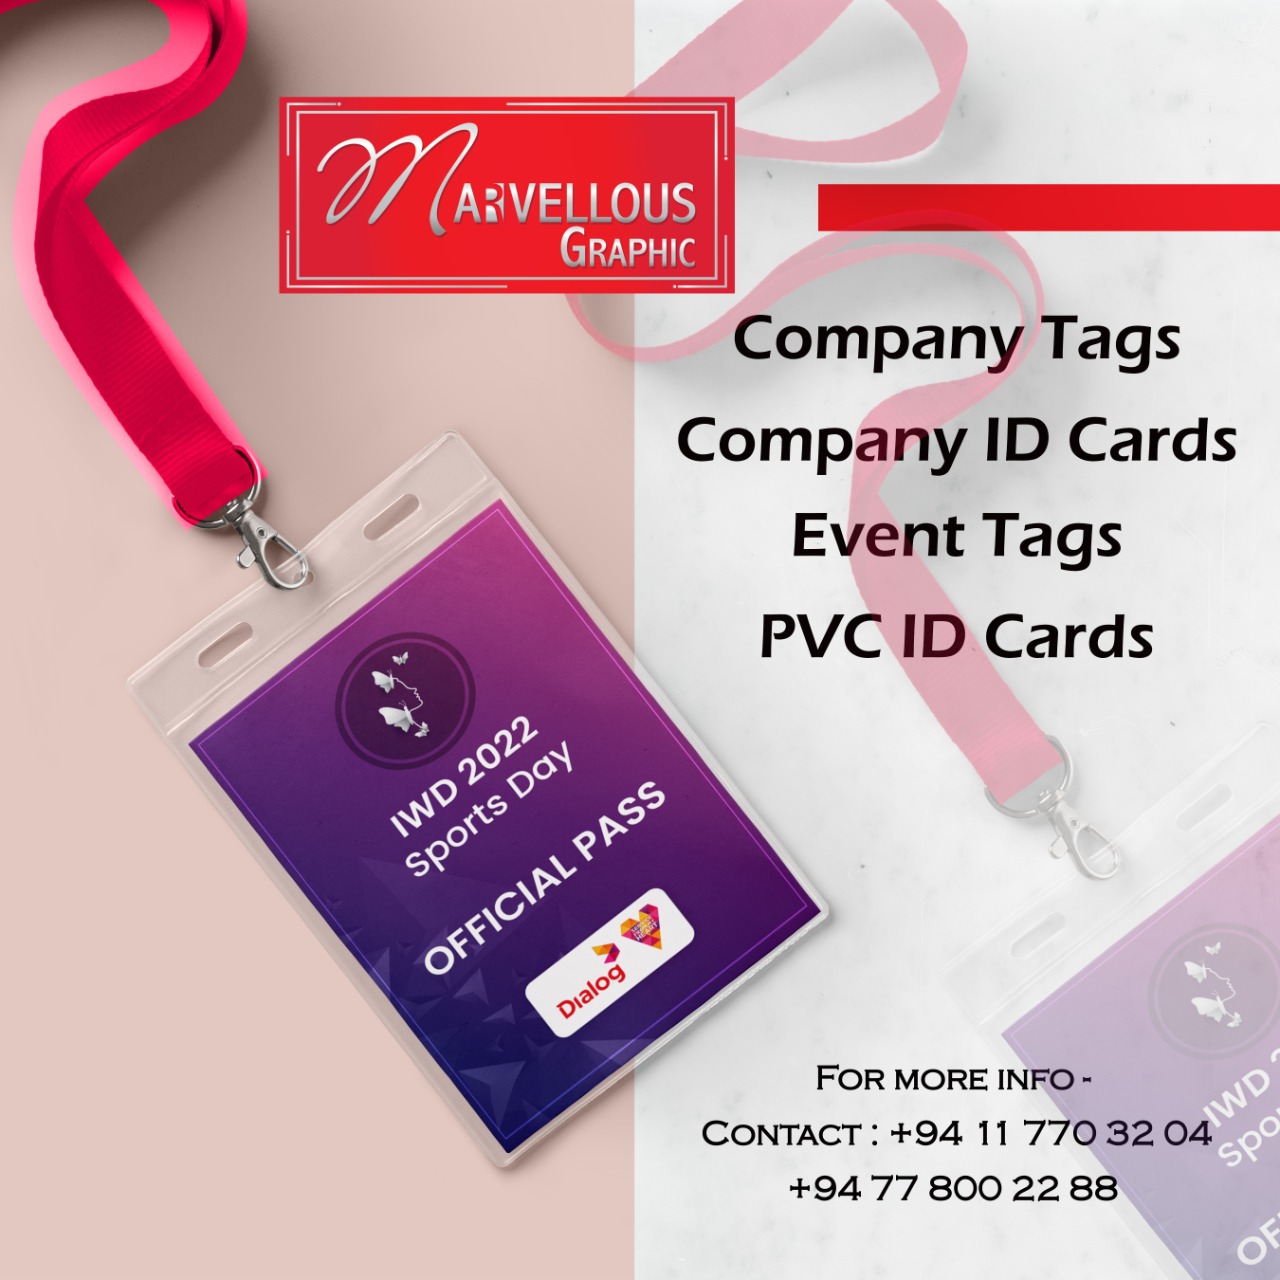 MARVELLOUS
GRAPHIC
Company Tags
Company ID Cards
Event Tags
PVC ID Cards
IWD 2022
Sports Day
OFFICIAL PASS
Dialog
FOR MORE INFO -
CONTACT : +94 11 770 32 04
+94 77 800 22 88